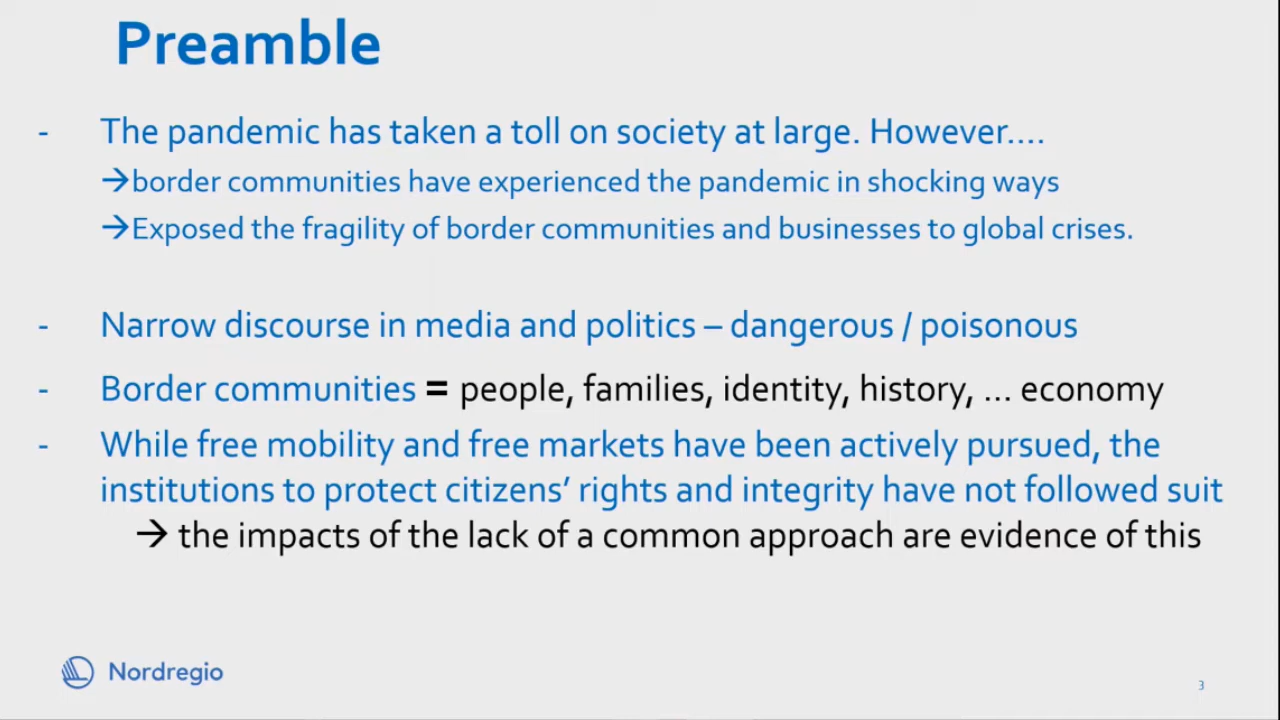 Preamble
- The pandemic has taken a toll on society at large. However....
→border communities have experienced the pandemic in shocking ways
→Exposed the fragility of border communities and businesses to global crises.
- Narrow discourse in media and politics – dangerous / poisonous
- Border communities = people, families, identity, history, ... economy
- While free mobility and free markets have been actively pursued, the
institutions to protect citizens’ rights and integrity have not followed suit
→ the impacts of the lack of a common approach are evidence of this
Nordregio
3